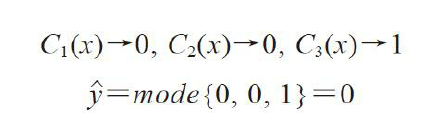 C₁(x)→0, C₂(x)→0, C₃(x)→1
ŷ=mode{0, 0, 1}=0